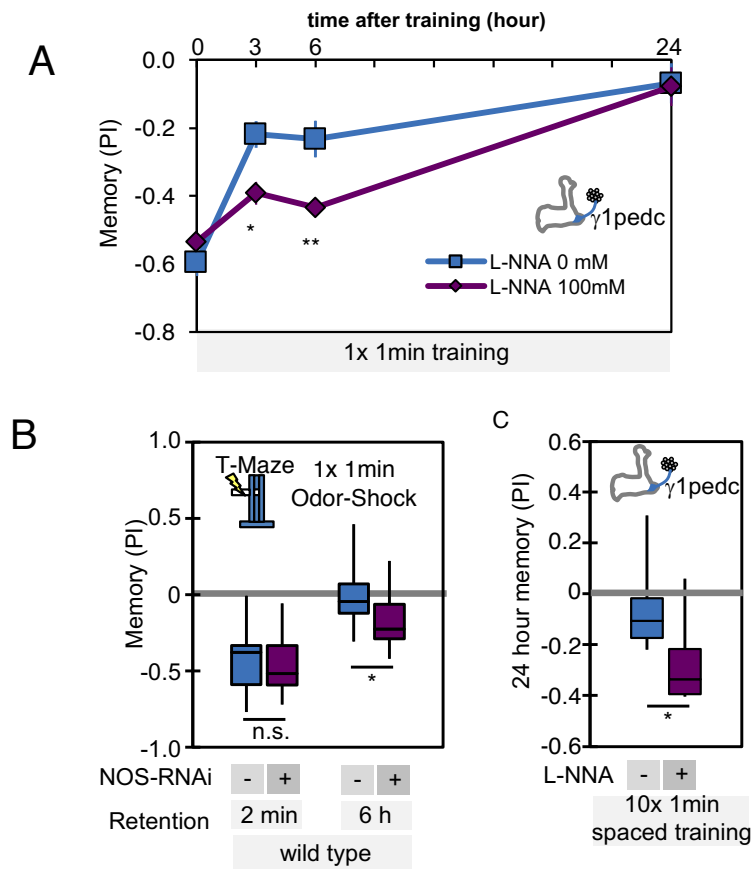 A
time after training (hour)
0 3 6 24
0.0
-0.2
-0.4
-0.6
-0.8
Memory (PI)
* **
γ1pedc
L-NNA 0 mM
L-NNA 100mM
1x 1min training
B
1.0
0.5
0
-0.5
-1.0
Memory (PI)
T-Maze
1x 1min
Odor-Shock
n.s.
*
NOS-RNAi - + - +
Retention 2 min 6 h
wild type
C
0.6
0.4
0.2
0
-0.2
-0.4
-0.6
24 hour memory (PI)
γ1pedc
*
L-NNA - +
10x 1min
spaced training